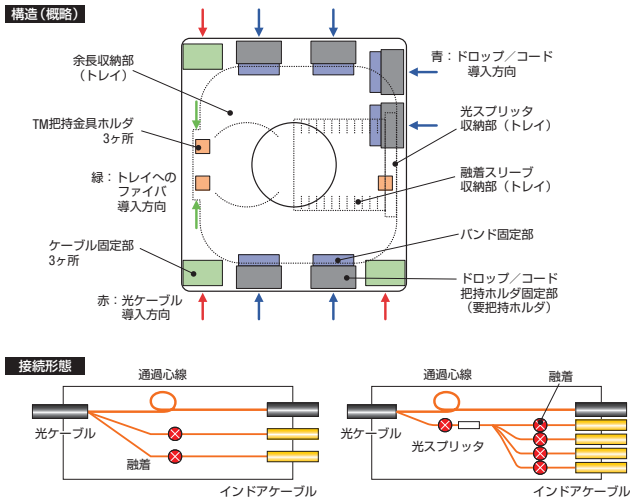 構造（概略）
余長収納部
（トレイ）
TM把持金具ホルダ
3ヶ所
緑：トレイへの
ファイバ
導入方向
ケーブル固定部
3ヶ所
赤：光ケーブル
導入方向
青：ドロップ／コード
導入方向
光スプリッタ
収納部（トレイ）
融着スリーブ
収納部（トレイ）
バンド固定部
ドロップ／コード
把持ホルダ固定部
（要把持ホルダ）
接続形態
通過心線
光ケーブル
融着
インドアケーブル
通過心線
融着
光ケーブル
光スプリッタ
インドアケーブル